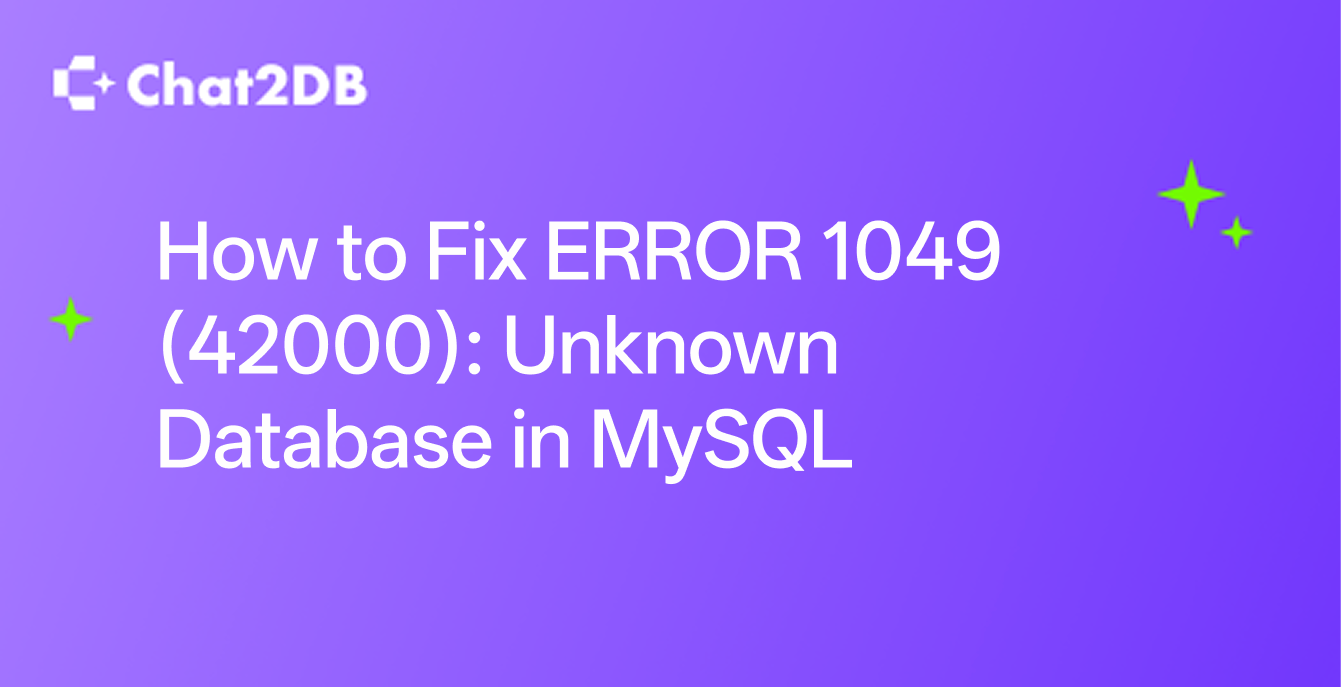 Chat2DB
How to Fix ERROR 1049
(42000): Unknown
Database in MySQL